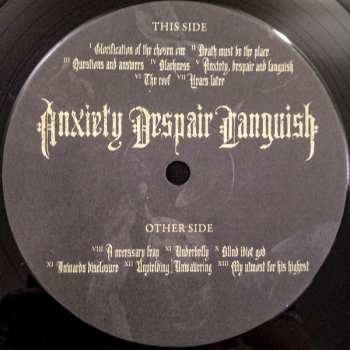 THIS SIDE
I Glorification of the chosen one II Death must be the place
III Questions and answers IV Blackness V Anxiety, despair and languish
VI The roof VII Years later
Anxiety Despair Languish
OTHER SIDE
VIII A necessary trap XI Underbelly X Blind idiot god
XI Towards disclosure XII Unyielding / Unwavering XIII My utmost for his highest